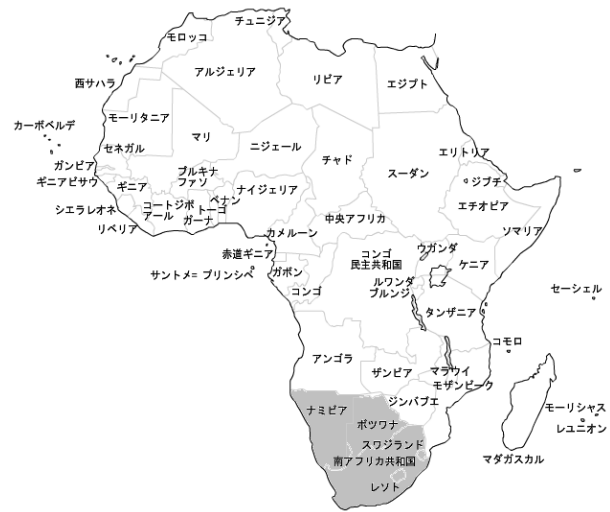 チュニジア
モロッコ
アルジェリア
リビア
エジプト
西サハラ
モーリタニア
カーボベルデ
マリ
ニジェール
チャド
スーダン
エリトリア
セネガル
ガンビア
ギニアビサウ
ギニア
ブルキナ
ファソ
ベナン
ナイジェリア
ジブチ
エチオピア
シエラレオネ
コートジボ
アール
トーゴ
ガーナ
リベリア
中央アフリカ
カメルーン
ソマリア
赤道ギニア
コンゴ
民主共和国
ウガンダ
ケニア
サントメ= プリンシペ
ガボン
コンゴ
ルワンダ
ブルンジ
タンザニア
セーシェル
コモロ
アンゴラ
ザンビア
マラウイ
モザンビーク
ジンバブエ
ナミビア
ボツワナ
モーリシャス
レユニオン
スワジランド
南アフリカ共和国
マダガスカル
レソト